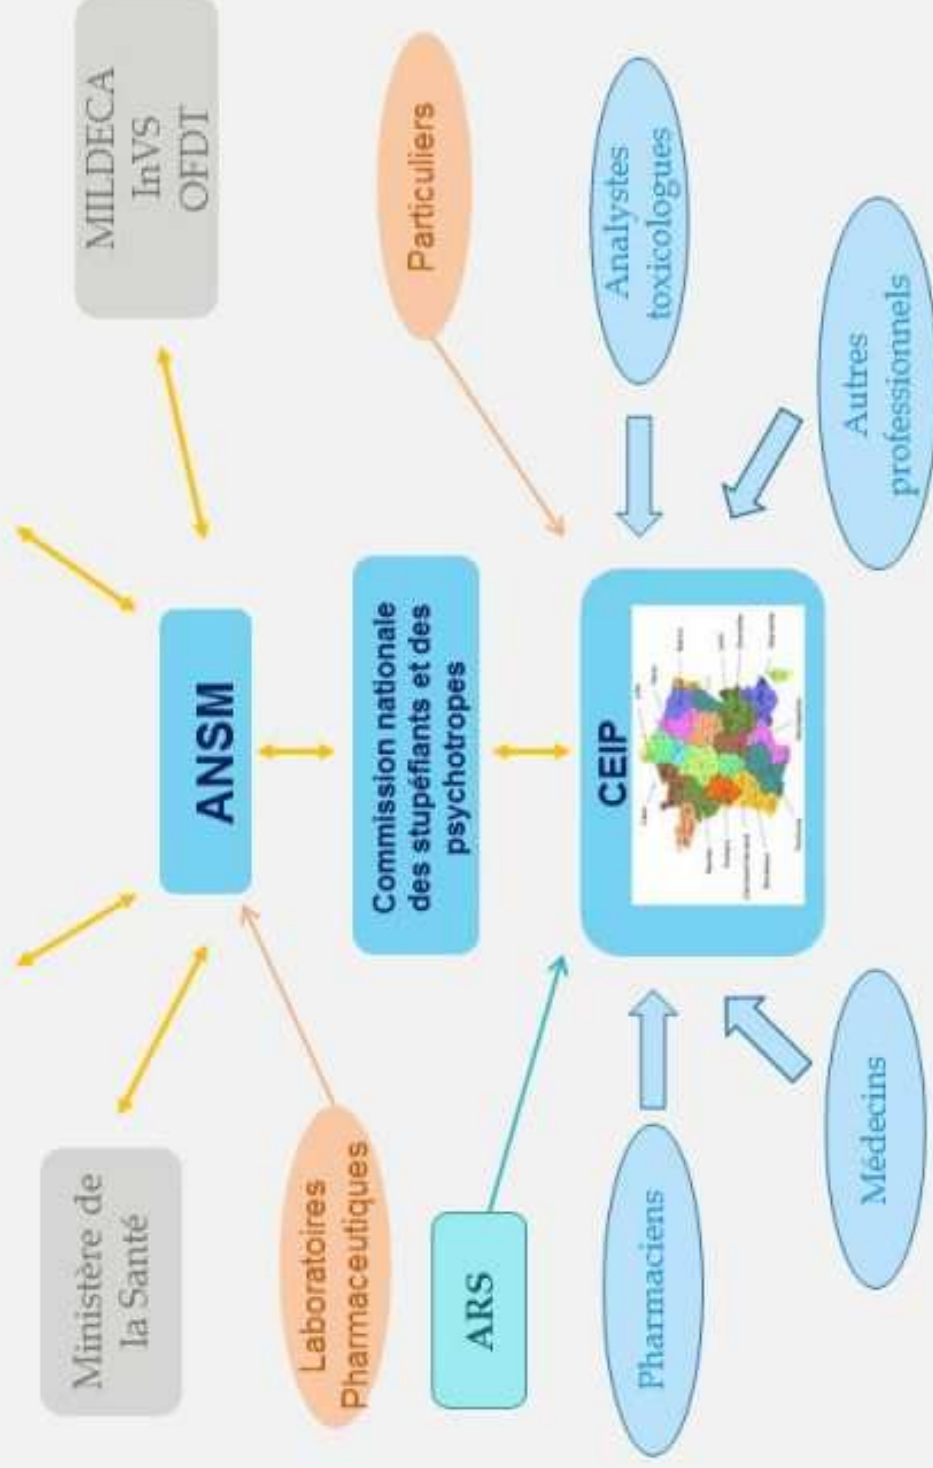 Ministère de
la Santé
MILDECA
InVS
OFDT
ANSM
Laboratoires
Pharmaceutiques
Particuliers
Commission nationale
des stupéfiants et des
psychotropes
ARS
CEIP
Pharmaciens
Analystes
toxicologues
Médecins
Autres
professionnels